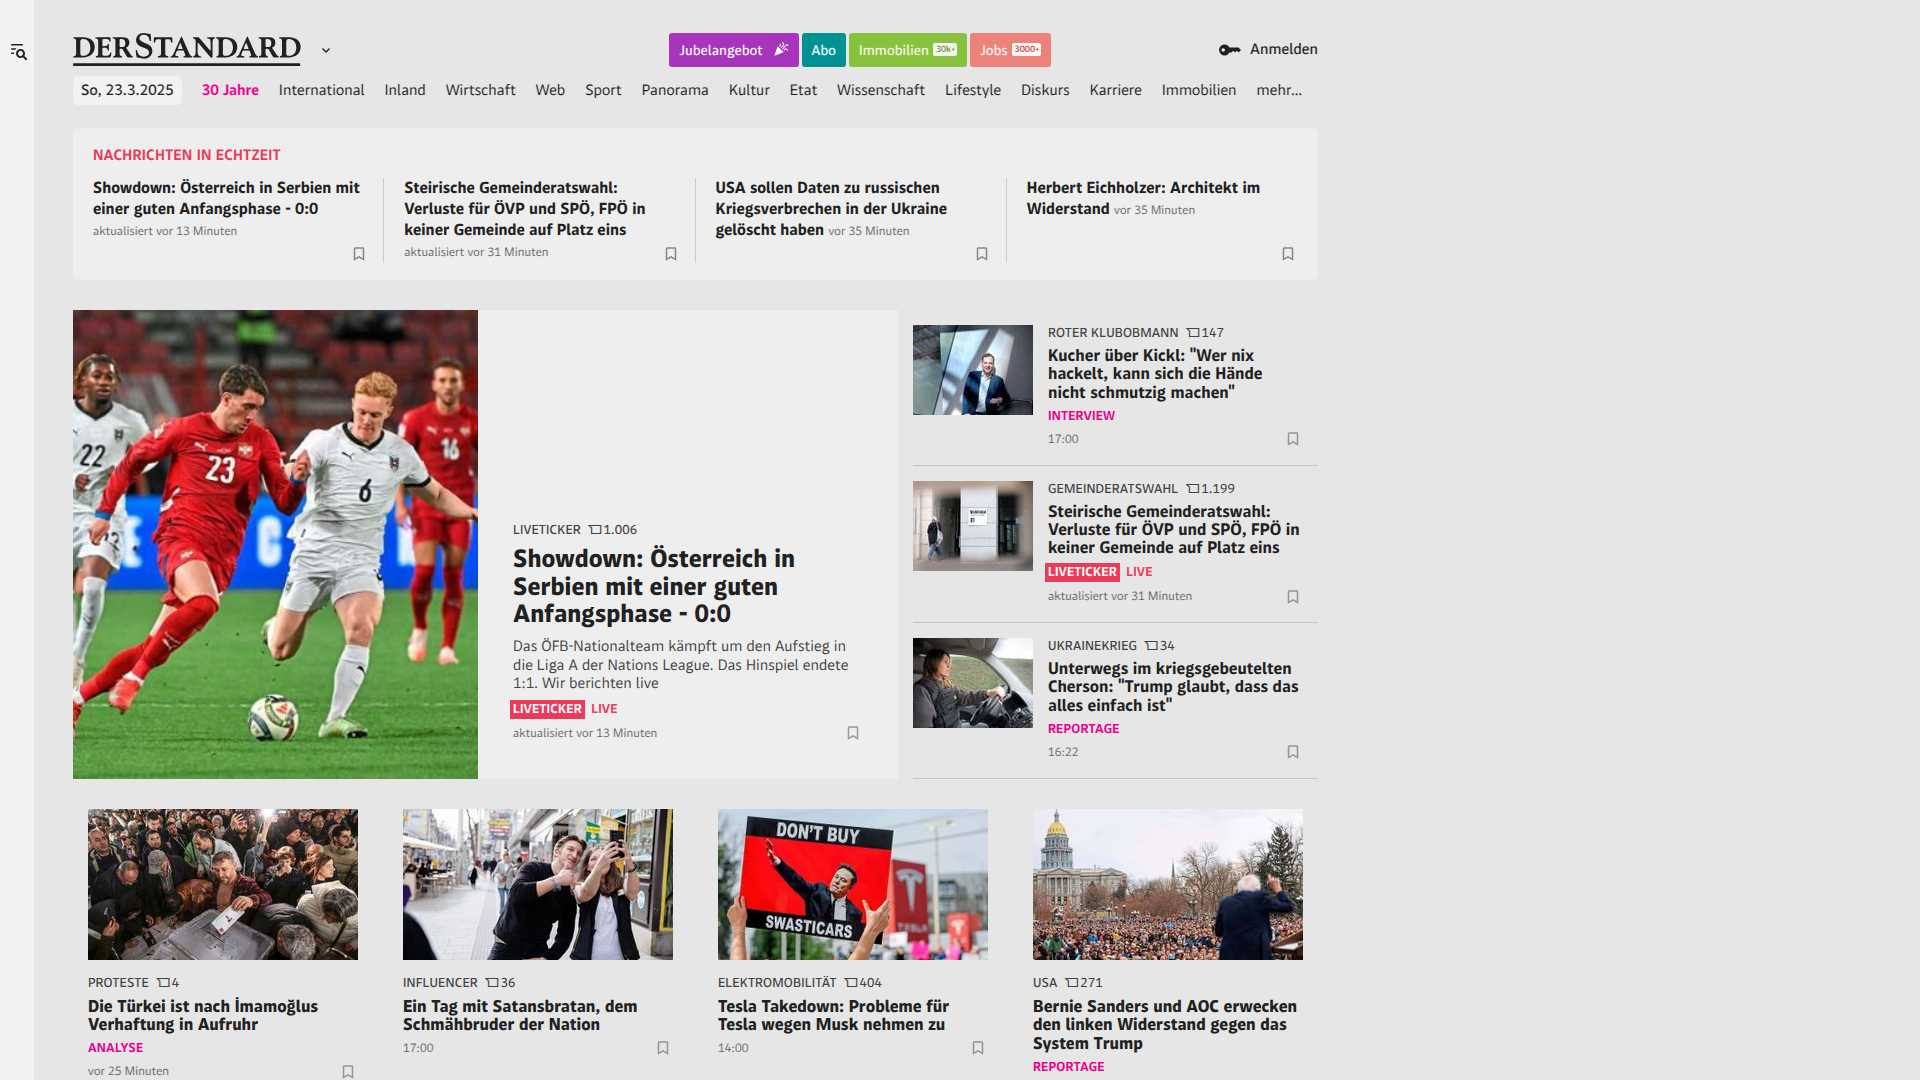 DERSTANDARD
Jubelangebot
Abo
Immobilien 30k+
Jobs 3000+
Anmelden
So, 23.3.2025
30 Jahre
International
Inland
Wirtschaft
Web
Sport
Panorama
Kultur
Etat
Wissenschaft
Lifestyle
Diskurs
Karriere
Immobilien
mehr...
NACHRICHTEN IN ECHTZEIT
Showdown: Österreich in Serbien mit
einer guten Anfangsphase - 0:0
aktualisiert vor 13 Minuten
Steirische Gemeinderatswahl:
Verluste für ÖVP und SPÖ, FPÖ in
keiner Gemeinde auf Platz eins
aktualisiert vor 31 Minuten
USA sollen Daten zu russischen
Kriegsverbrechen in der Ukraine
gelöscht haben vor 35 Minuten
Herbert Eichholzer: Architekt im
Widerstand vor 35 Minuten
22
23
6
16
LIVETICKER 1.006
Showdown: Österreich in
Serbien mit einer guten
Anfangsphase - 0:0
Das ÖFB-Nationalteam kämpft um den Aufstieg in
die Liga A der Nations League. Das Hinspiel endete
1:1. Wir berichten live
LIVETICKER LIVE
aktualisiert vor 13 Minuten
ROTER KLUBOBMANN 147
Kucher über Kickl: "Wer nix
hackelt, kann sich die Hände
nicht schmutzig machen"
INTERVIEW
17:00
GEMEINDERATSWAHL 1.199
Steirische Gemeinderatswahl:
Verluste für ÖVP und SPÖ, FPÖ in
keiner Gemeinde auf Platz eins
LIVETICKER LIVE
aktualisiert vor 31 Minuten
UKRAINEKRIEG 34
Unterwegs im kriegsgebeutelten
Cherson: "Trump glaubt, dass das
alles einfach ist"
REPORTAGE
16:22
PROTESTE 4
Die Türkei ist nach İmamoğlus
Verhaftung in Aufruhr
ANALYSE
vor 25 Minuten
INFLUENCER 36
Ein Tag mit Satansbratan, dem
Schmähbruder der Nation
17:00
DON'T BUY
SWASTICARS
TESLA
ELEKTROMOBILITÄT 404
Tesla Takedown: Probleme für
Tesla wegen Musk nehmen zu
14:00
USA 271
Bernie Sanders und AOC erwecken
den linken Widerstand gegen das
System Trump
REPORTAGE